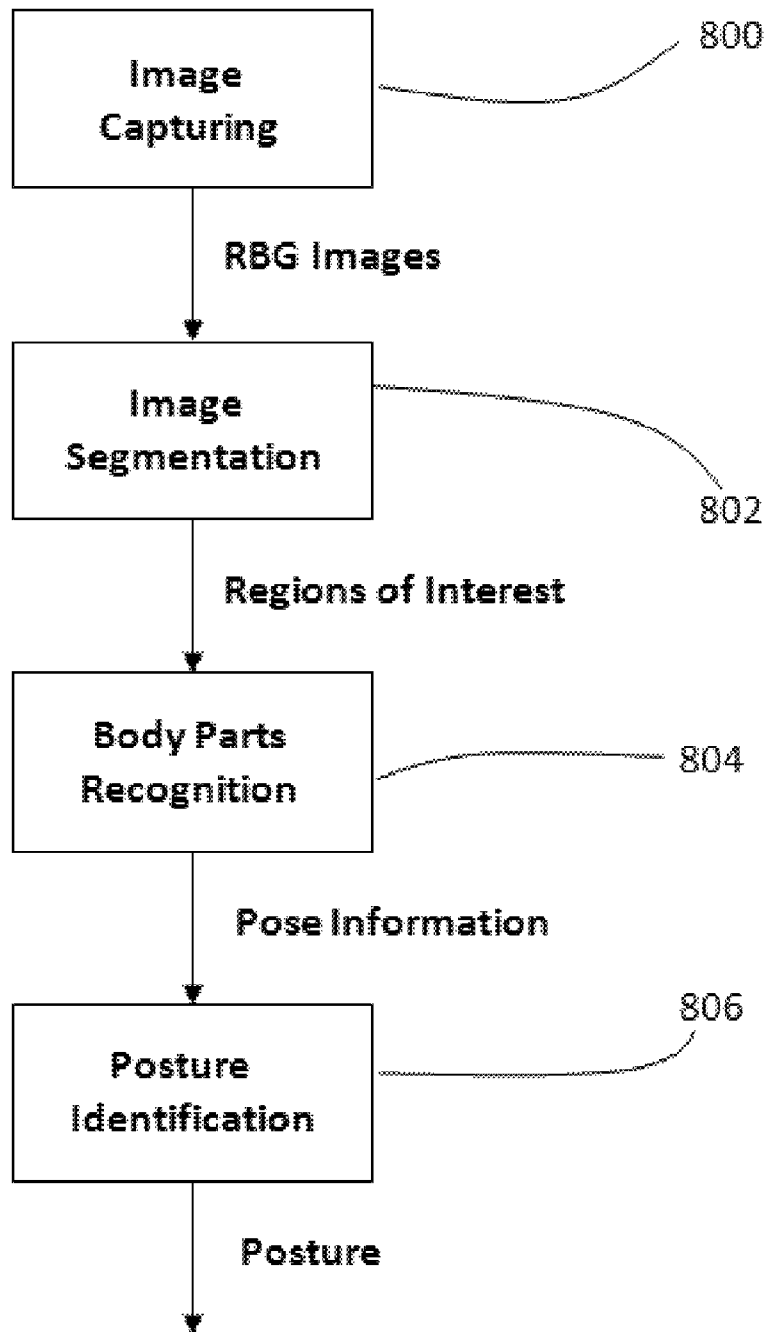 Image
Capturing
800
RBG Images
Image
Segmentation
802
Regions of Interest
Body Parts
Recognition
804
Pose Information
806
Posture
Identification
Posture